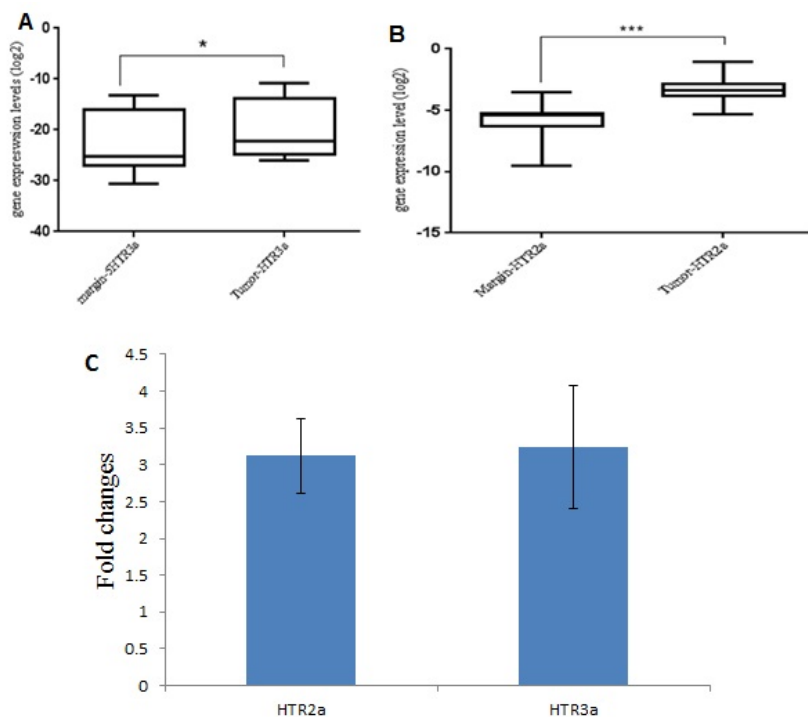 A
gene expreswaion levels (log2)
0
-10
-20
-30
-40
*
margin-5HTR3a
Tumor-HTR3a
B
gene expression level (log2)
0
-5
-10
-15
***
Margin-HTR2a
Tumor-HTR2a
C
Fold changes
4.5
4
3.5
3
2.5
2
1.5
1
0.5
0
HTR2a
HTR3a